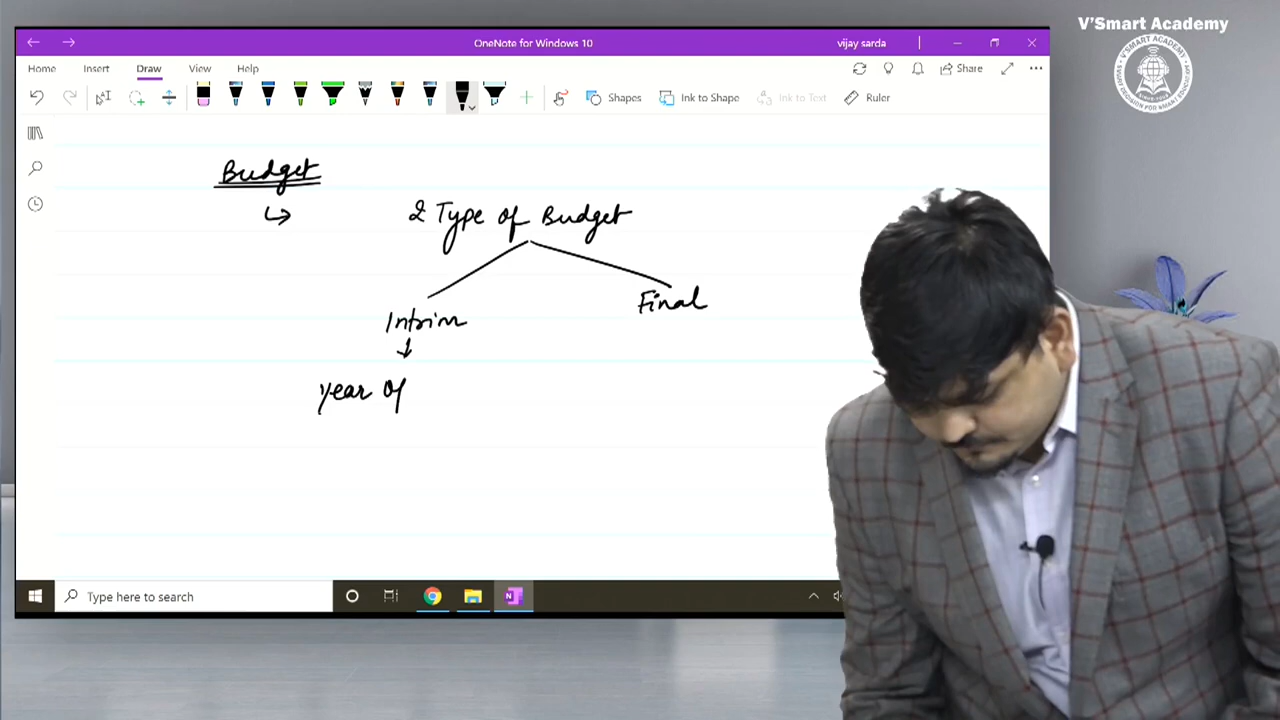 V'Smart Academy
OneNote for Windows 10
vijay sarda
Home Insert Draw View Help
Share
Shapes
Ink to Shape
Ink to Text
Ruler
Budget
2 Type of Budget
Intrim
Final
year of
Type here to search